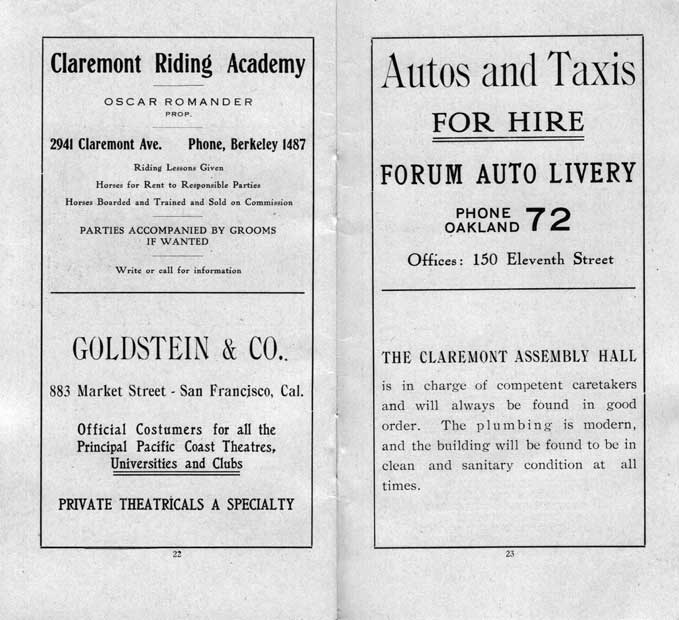 Claremont Riding Academy
OSCAR ROMANDER
PROP.
2941 Claremont Ave. Phone, Berkeley 1487
Riding Lessons Given
Horses for Rent to Responsible Parties
Horses Boarded and Trained and Sold on Commission
PARTIES ACCOMPANIED BY GROOMS
IF WANTED
Write or call for information
GOLDSTEIN & CO.
883 Market Street - San Francisco, Cal.
Official Costumers for all the
Principal Pacific Coast Theatres,
Universities and Clubs
PRIVATE THEATRICALS A SPECIALTY
22
Autos and Taxis
FOR HIRE
FORUM AUTO LIVERY
PHONE
OAKLAND 72
Offices: 150 Eleventh Street
THE CLAREMONT ASSEMBLY HALL
is in charge of competent caretakers
and will always be found in good
order. The plumbing is modern,
and the building will be found to be in
clean and sanitary condition at all
times.
23